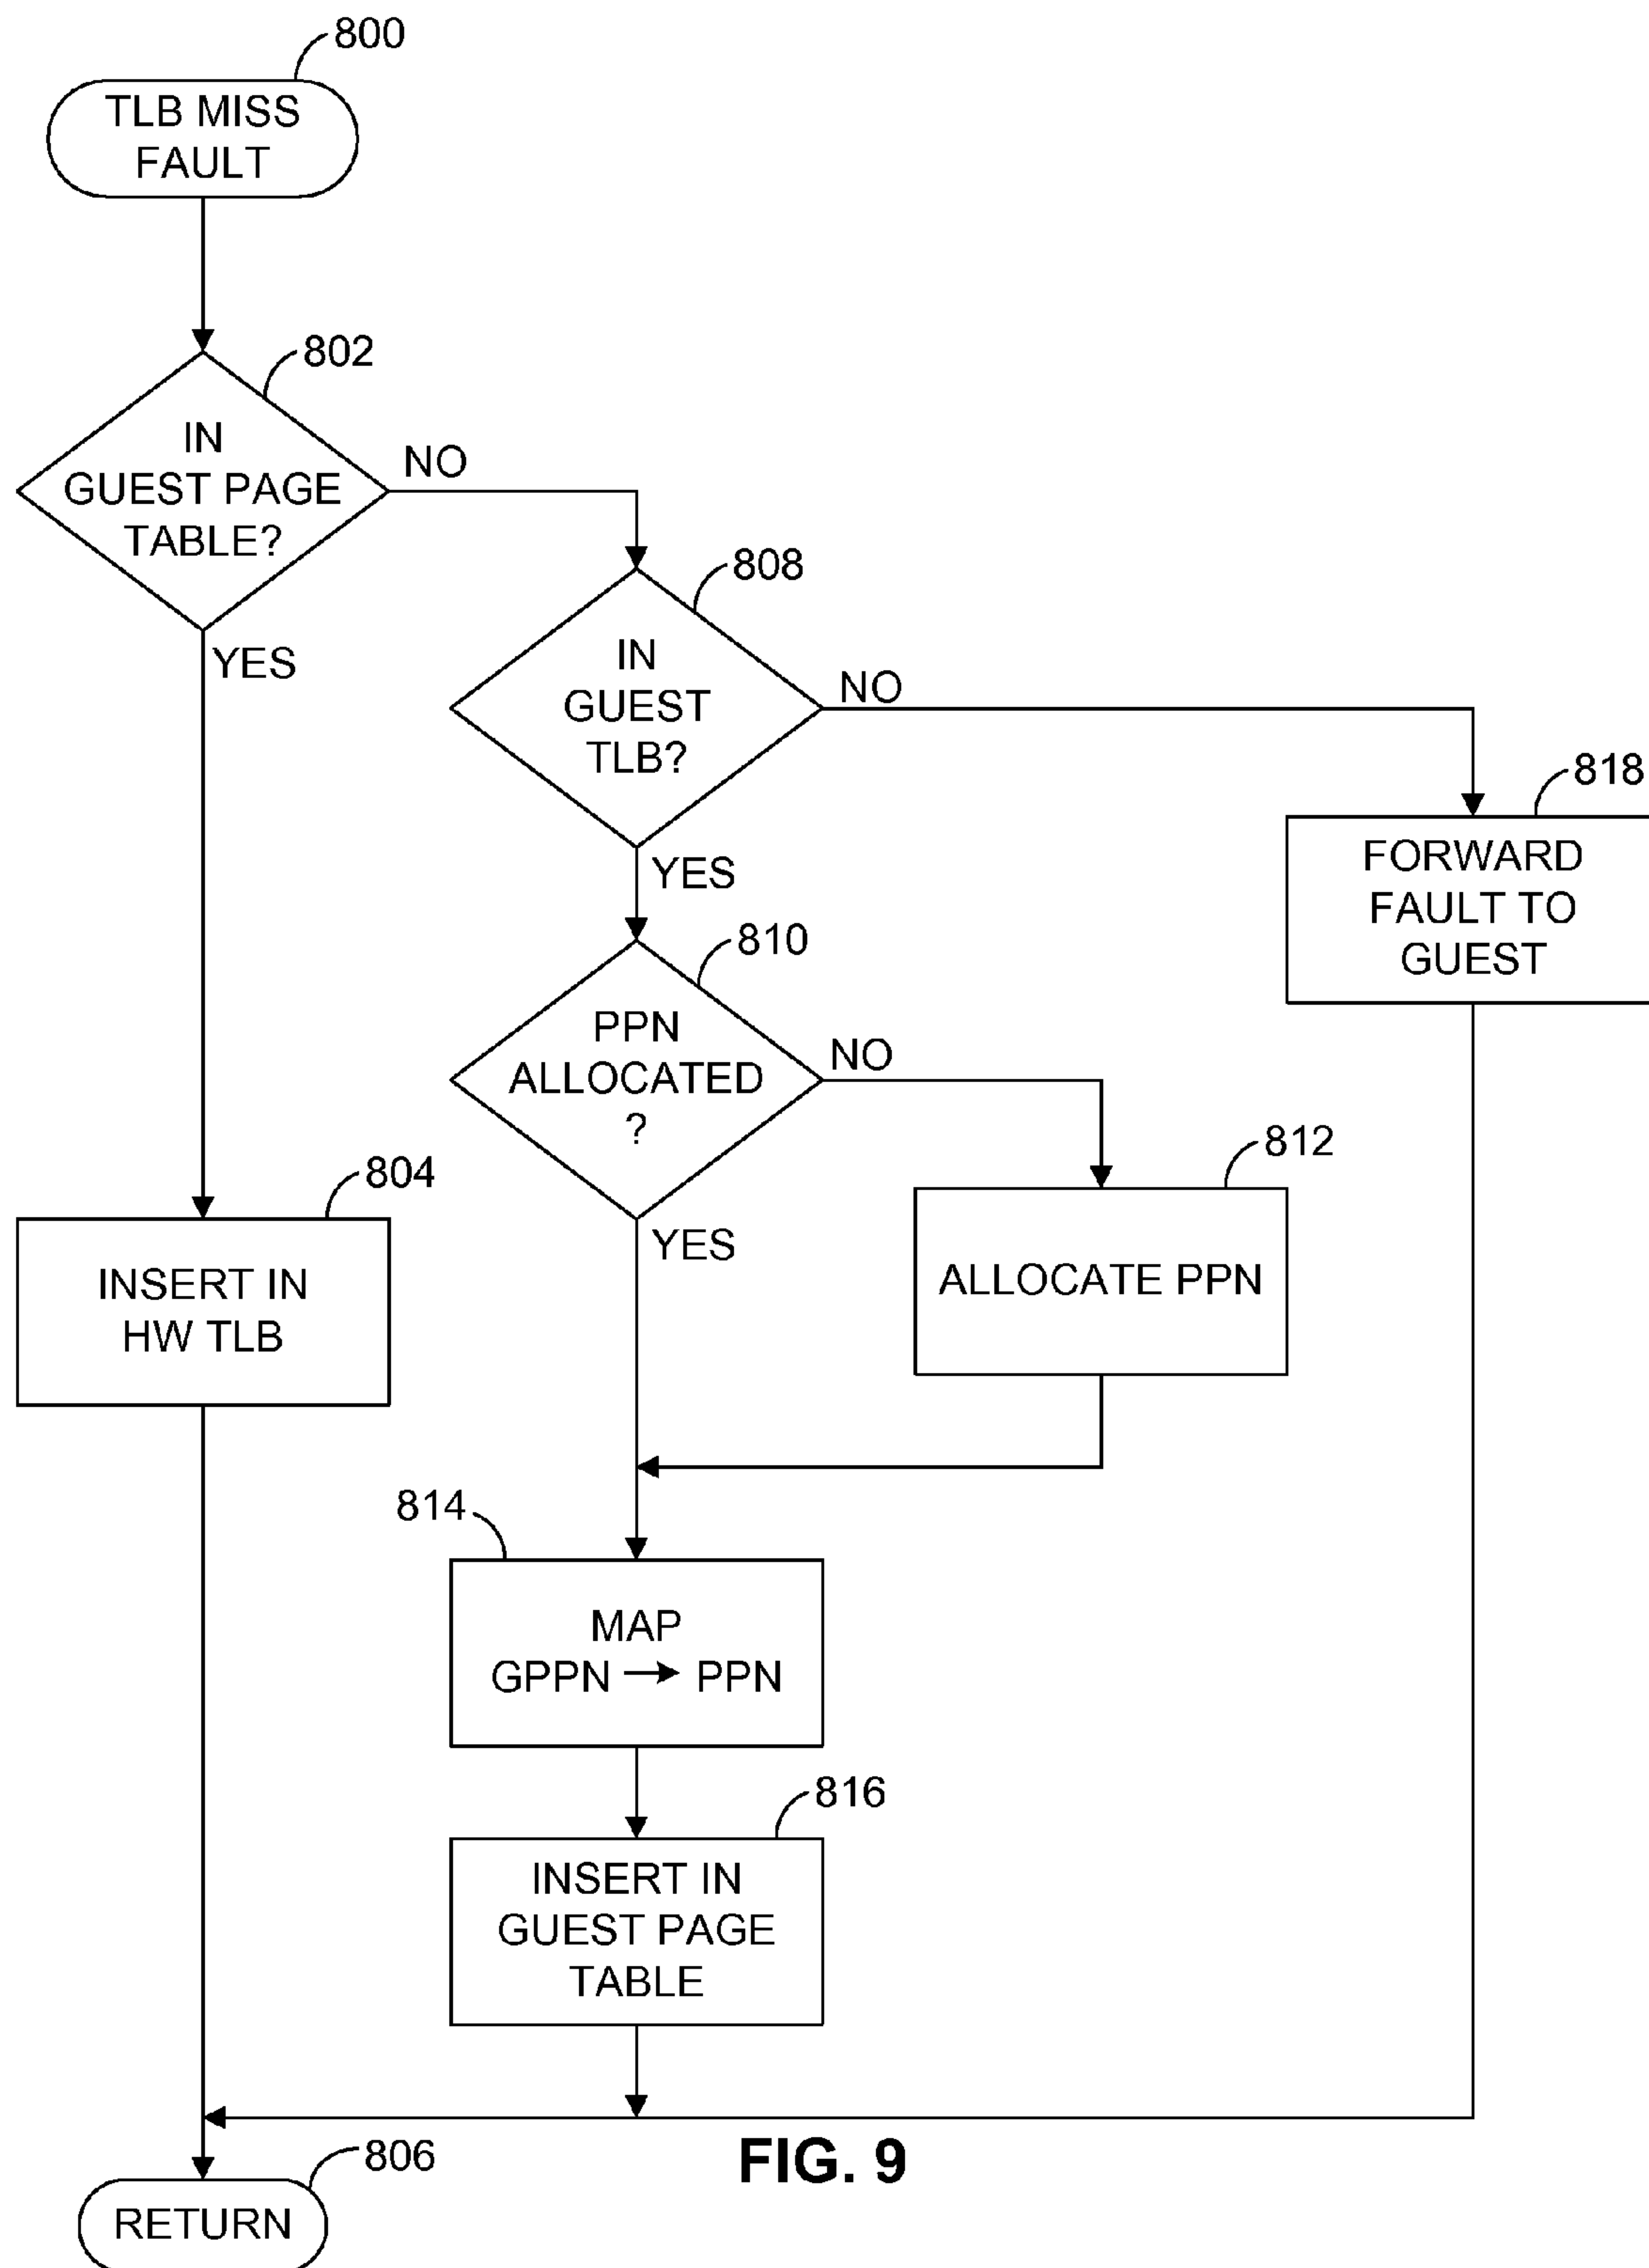 800
TLB MISS
FAULT
802
IN
GUEST PAGE
TABLE?
NO
YES
808
IN
GUEST
TLB?
NO
YES
818
FORWARD
FAULT TO
GUEST
810
PPN
ALLOCATED
?
NO
YES
812
ALLOCATE PPN
804
INSERT IN
HW TLB
814
MAP
GPPN → PPN
816
INSERT IN
GUEST PAGE
TABLE
FIG. 9
806
RETURN